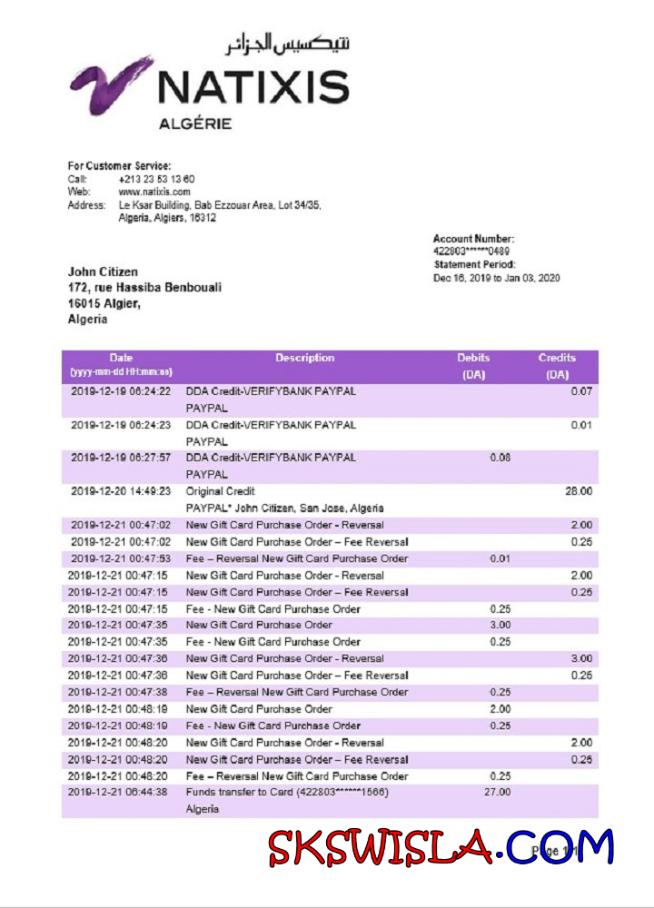 نتيكسيس الجزائر
NATIXIS
ALGÉRIE
For Customer Service:
Call: +213 23 53 13 60
Web: www.natixis.com
Address: Le Ksar Building, Bab Ezzouar Area, Lot 34/35,
Algeria, Algiers, 16312
Account Number:
422803******0489
Statement Period:
Dec 16, 2019 to Jan 03, 2020
John Citizen
172, rue Hassiba Benbouali
16015 Algier,
Algeria
Date Description Debits Credits
(yyyy-mm-dd HH:mm:ss) (DA) (DA)
2019-12-19 06:24:22 DDA Credit-VERIFYBANK PAYPAL 0.07
PAYPAL
2019-12-19 06:24:23 DDA Credit-VERIFYBANK PAYPAL 0.01
PAYPAL
2019-12-19 06:27:57 DDA Credit-VERIFYBANK PAYPAL 0.08
PAYPAL
2019-12-20 14:49:23 Original Credit 28.00
PAYPAL* John Citizen, San Jose, Algeria
2019-12-21 00:47:02 New Gift Card Purchase Order - Reversal 2.00
2019-12-21 00:47:02 New Gift Card Purchase Order – Fee Reversal 0.25
2019-12-21 00:47:53 Fee – Reversal New Gift Card Purchase Order 0.01
2019-12-21 00:47:15 New Gift Card Purchase Order - Reversal 2.00
2019-12-21 00:47:15 New Gift Card Purchase Order – Fee Reversal 0.25
2019-12-21 00:47:15 Fee - New Gift Card Purchase Order 0.25
2019-12-21 00:47:35 New Gift Card Purchase Order 3.00
2019-12-21 00:47:35 Fee - New Gift Card Purchase Order 0.25
2019-12-21 00:47:36 New Gift Card Purchase Order - Reversal 3.00
2019-12-21 00:47:36 New Gift Card Purchase Order – Fee Reversal 0.25
2019-12-21 00:47:38 Fee – Reversal New Gift Card Purchase Order 0.25
2019-12-21 00:48:19 New Gift Card Purchase Order 2.00
2019-12-21 00:48:19 Fee - New Gift Card Purchase Order 0.25
2019-12-21 00:48:20 New Gift Card Purchase Order - Reversal 2.00
2019-12-21 00:48:20 New Gift Card Purchase Order – Fee Reversal 0.25
2019-12-21 00:48:20 Fee – Reversal New Gift Card Purchase Order 0.25
2019-12-21 06:44:38 Funds transfer to Card (422803******1566) 27.00
Algeria
SKSWISLA.COM